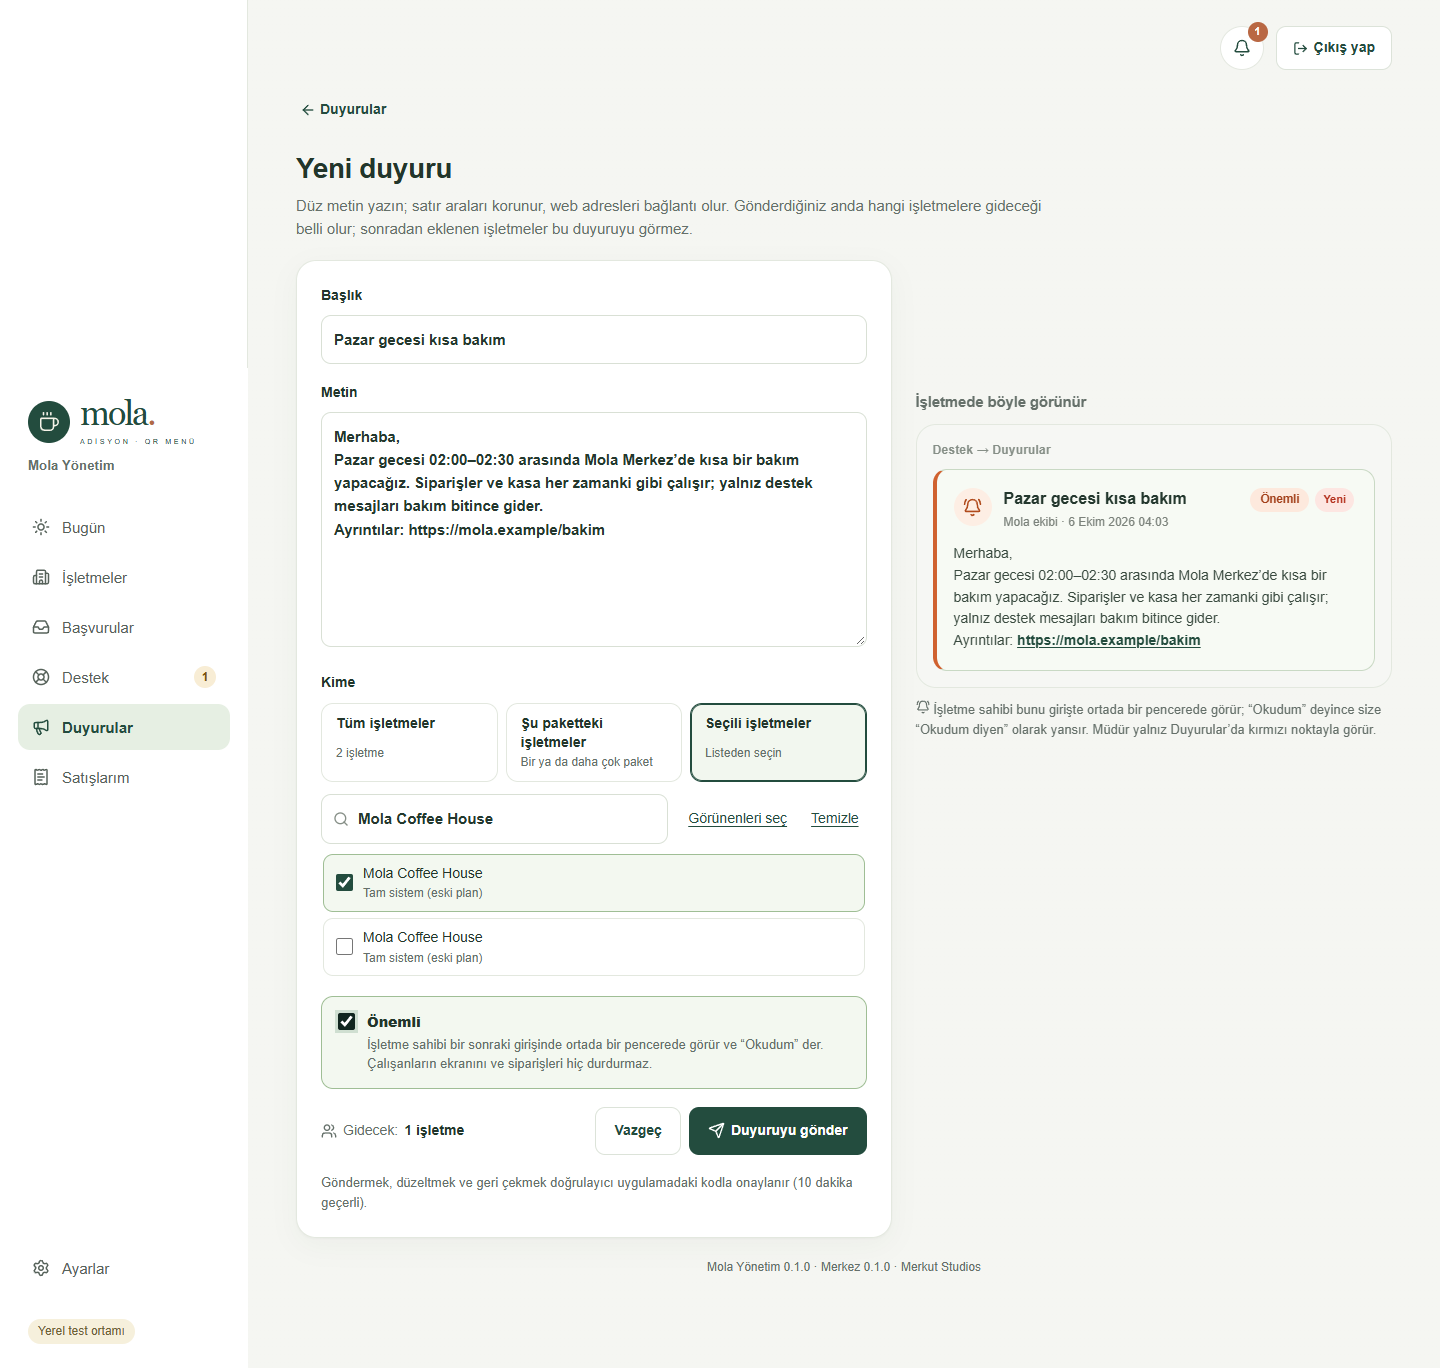 1
Çıkış yap
Duyurular
Yeni duyuru
Düz metin yazın; satır araları korunur, web adresleri bağlantı olur. Gönderdiğiniz anda hangi işletmelere gideceği
belli olur; sonradan eklenen işletmeler bu duyuruyu görmez.
mola.
ADİSYON · QR MENÜ
Mola Yönetim
Bugün
İşletmeler
Başvurular
Destek
1
Duyurular
Satışlarım
Ayarlar
Yerel test ortamı
Başlık
Pazar gecesi kısa bakım
Metin
Merhaba,
Pazar gecesi 02:00–02:30 arasında Mola Merkez’de kısa bir bakım
yapacağız. Siparişler ve kasa her zamanki gibi çalışır; yalnız destek
mesajları bakım bitince gider.
Ayrıntılar: https://mola.example/bakim
Kime
Tüm işletmeler
2 işletme
Şu paketteki
işletmeler
Bir ya da daha çok paket
Seçili işletmeler
Listeden seçin
Mola Coffee House
Görünenleri seç
Temizle
Mola Coffee House
Tam sistem (eski plan)
Mola Coffee House
Tam sistem (eski plan)
Önemli
İşletme sahibi bir sonraki girişinde ortada bir pencerede görür ve “Okudum” der.
Çalışanların ekranını ve siparişleri hiç durdurmaz.
Gidecek: 1 işletme
Vazgeç
Duyuruyu gönder
Göndermek, düzeltmek ve geri çekmek doğrulayıcı uygulamadaki kodla onaylanır (10 dakika
geçerli).
İşletmede böyle görünür
Destek → Duyurular
Pazar gecesi kısa bakım
Önemli
Yeni
Mola ekibi · 6 Ekim 2026 04:03
Merhaba,
Pazar gecesi 02:00–02:30 arasında Mola Merkez’de kısa bir
bakım yapacağız. Siparişler ve kasa her zamanki gibi çalışır;
yalnız destek mesajları bakım bitince gider.
Ayrıntılar: https://mola.example/bakim
İşletme sahibi bunu girişte ortada bir pencerede görür; “Okudum” deyince size
“Okudum diyen” olarak yansır. Müdür yalnız Duyurular’da kırmızı noktayla görür.
Mola Yönetim 0.1.0 · Merkez 0.1.0 · Merkut Studios